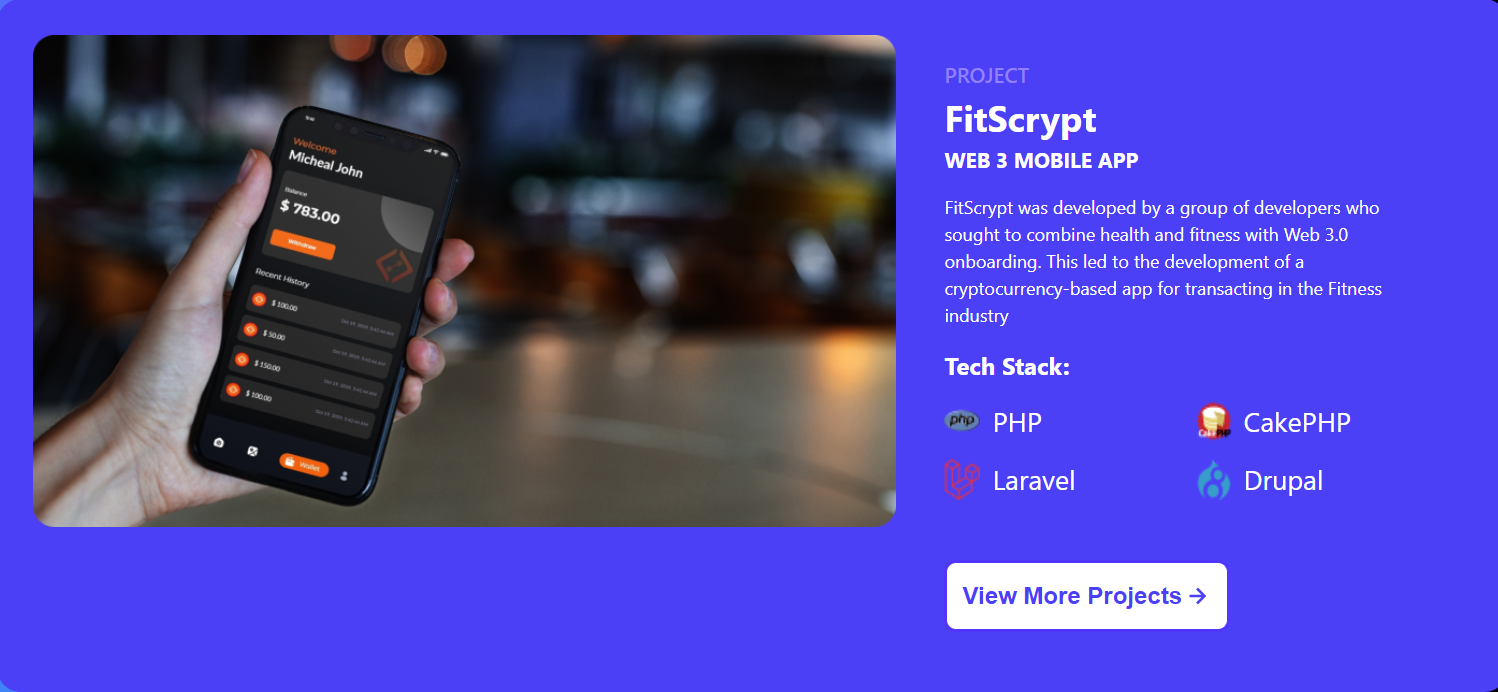 Welcome
Micheal John
Balance
$ 783.00
Withdraw
Recent History
$ 100.00
$ 50.00
$ 150.00
$ 100.00
Wallet
PROJECT
FitScrypt
WEB 3 MOBILE APP
FitScrypt was developed by a group of developers who
sought to combine health and fitness with Web 3.0
onboarding. This led to the development of a
cryptocurrency-based app for transacting in the Fitness
industry
Tech Stack:
php PHP
CakePHP
Laravel
Drupal
View More Projects →